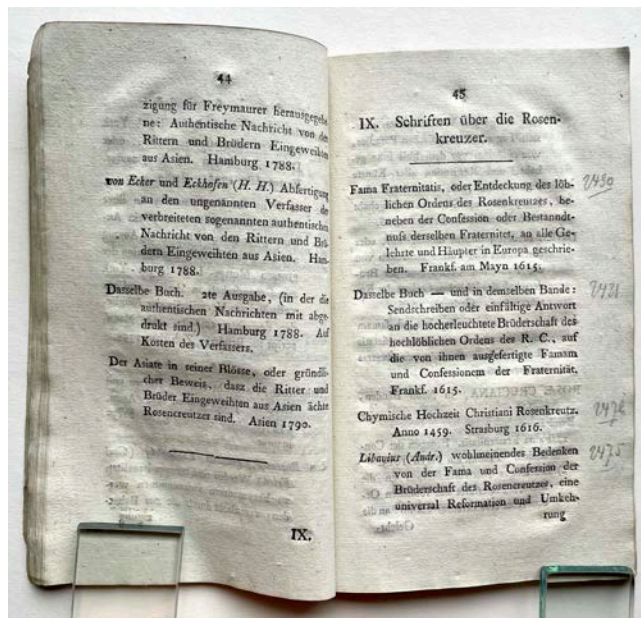 44
zigung für Freymaurer herausgegebe
ne: Authentische Nachricht von den
Rittern und Brüdern Eingeweihten
aus Asien. Hamburg 1788.
von Ecker und Eckhofen (H. H.) Abfertigung
an den ungenannten Verfasser der
verbreiteten sogenannten authentischen
Nachricht von den Rittern und Brü-
dern Eingeweihten aus Asien. Ham-
burg 1788.
Dasselbe Buch. 2te Ausgabe, (in der die
authentischen Nachrichten mit abge-
drukt sind.) Hamburg 1788. Auf
Kosten des Verfassers.
Der Asiate in seiner Blösse, oder gründli-
cher Beweis, dasz die Ritter und
Brüder Eingeweihten aus Asien ächte
Rosencreutzer sind. Asien 1790.
IX.
45
IX. Schriften über die Rosen-
kreuzer.
Fama Fraternitatis, oder Entdeckung des löb-
lichen Ordens des Rosenkreutzes, be-
neben der Confession oder Bestanndt-
nuſs derselben Fraternitet, an alle Ge-
lehrte und Häupter in Europa geschrie-
ben. Frankf. am Mayn 1615.
2430
Dasselbe Buch — und in demselben Bande:
Sendschreiben oder einfältige Antwort
an die hocherleuchtete Brüderschaft des
hochlöblichen Ordens des R. C., auf
die von ihnen ausgefertigte Famam
und Confessionem der Fraternität.
Frankf. 1615.
2431
Chymische Hochzeit Christiani Rosenkreutz.
Anno 1459. Strasburg 1616.
Libavius (Andr.) wohlmeinendes Bedenken
von der Fama und Confession der
Brüderschaft des Rosencreutzes, eine
universal Reformation und Umkeh-
rung
2475